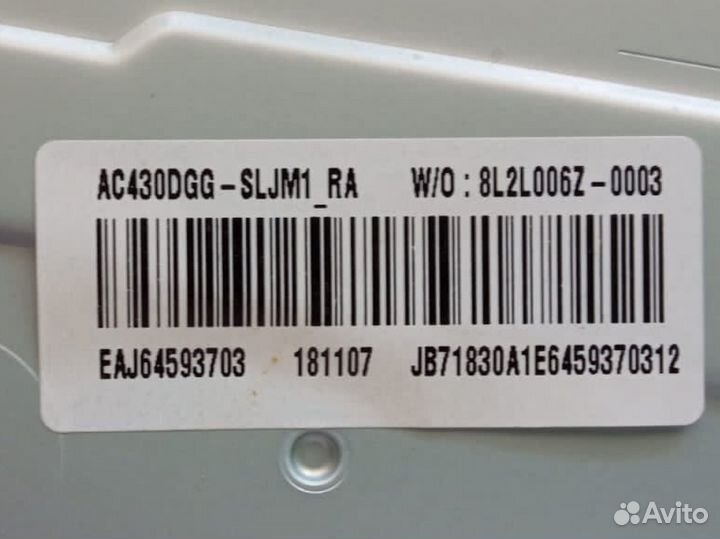 AC430DGG-SLJM1_RA W/O : 8L2L006Z-0003
EAJ64593703 181107 JB71830A1E6459370312
Avito